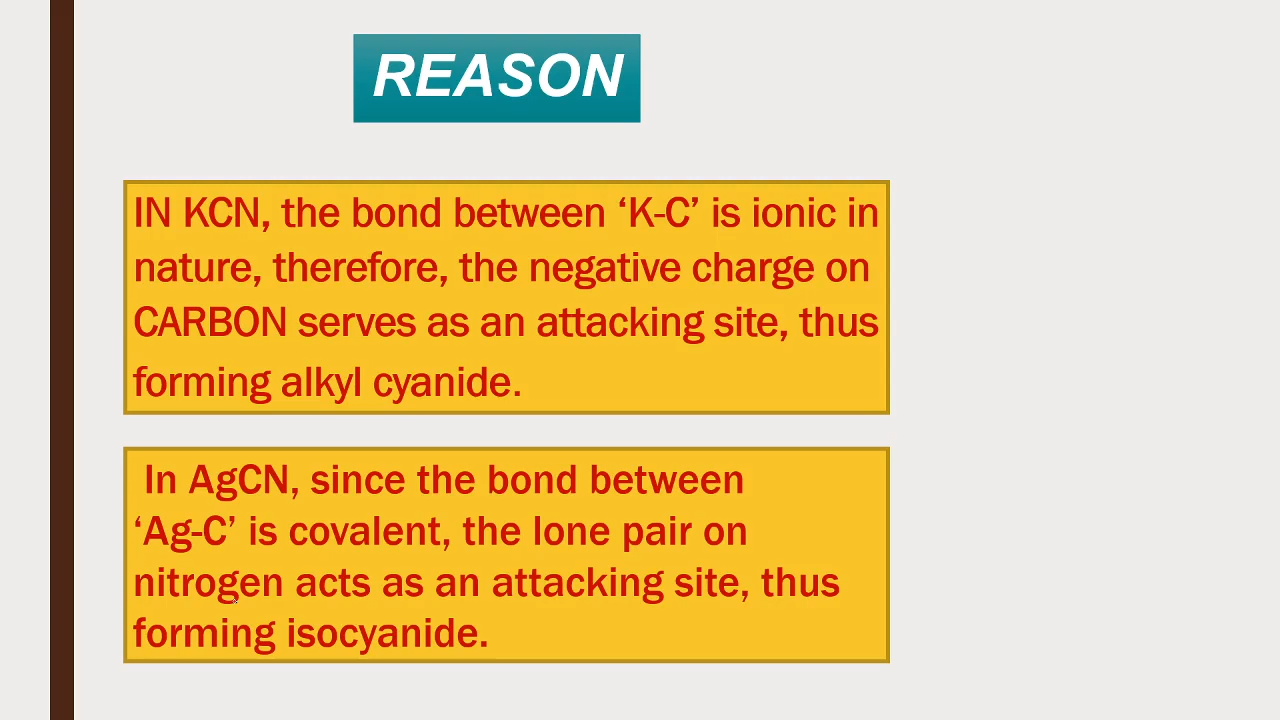 REASON
IN KCN, the bond between ‘K-C’ is ionic in
nature, therefore, the negative charge on
CARBON serves as an attacking site, thus
forming alkyl cyanide.
In AgCN, since the bond between
‘Ag-C’ is covalent, the lone pair on
nitrogen acts as an attacking site, thus
forming isocyanide.